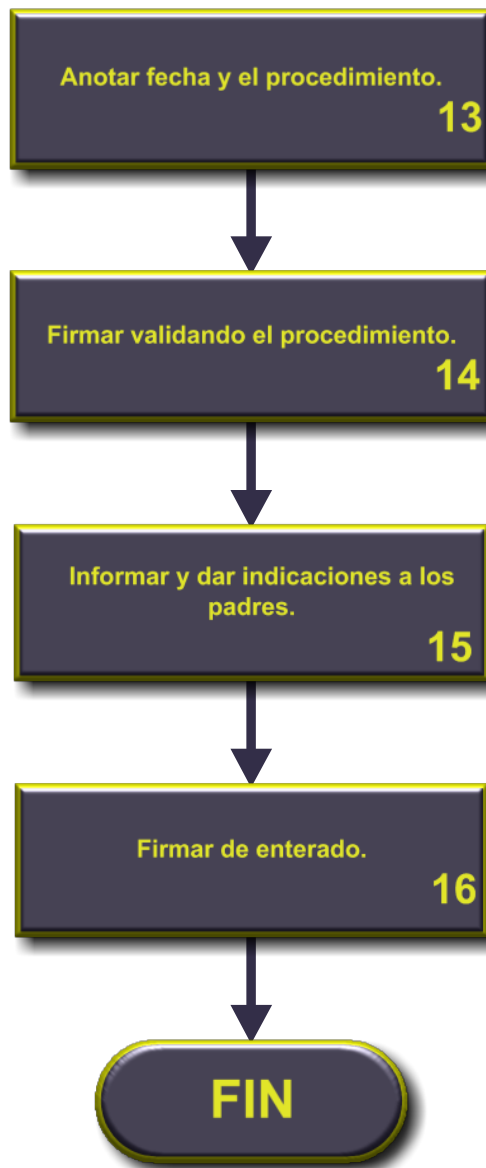 Anotar fecha y el procedimiento.
13
Firmar validando el procedimiento.
14
Informar y dar indicaciones a los
padres.
15
Firmar de enterado.
16
FIN